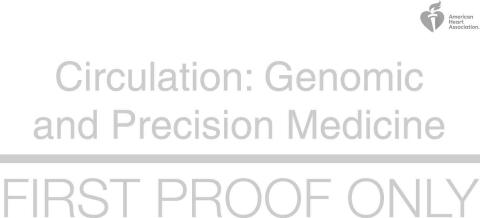 American
Heart
Association.
Circulation: Genomic
and Precision Medicine
FIRST PROOF ONLY